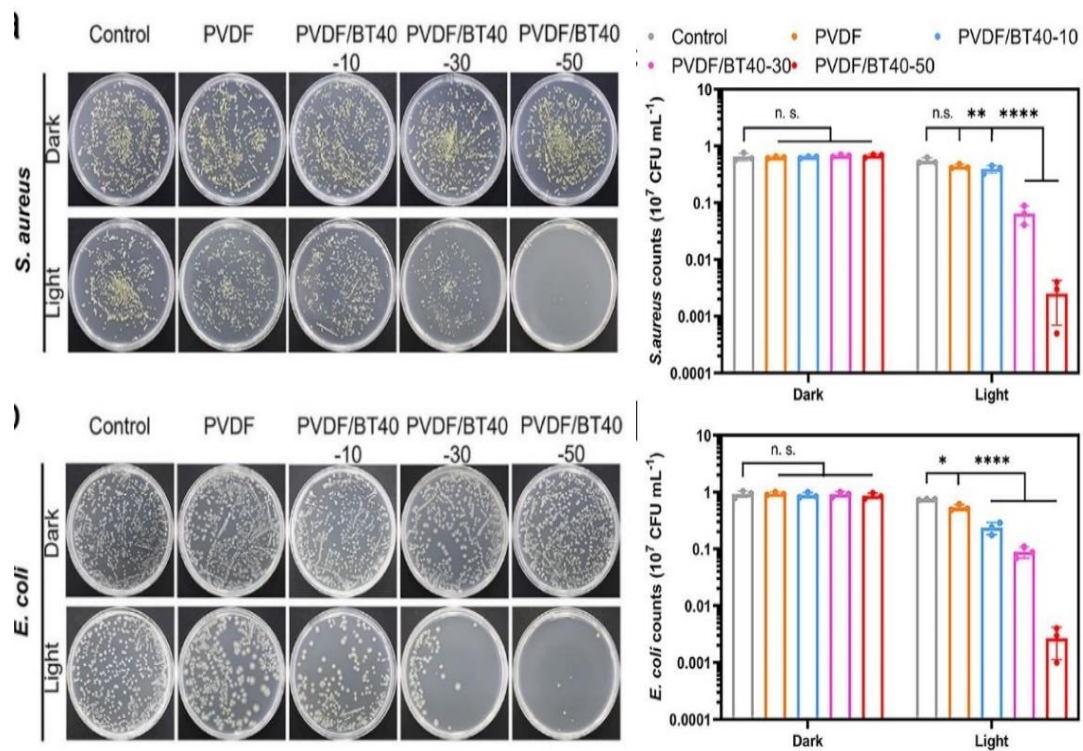 Control PVDF PVDF/BT40 PVDF/BT40 PVDF/BT40
-10 -30 -50
S. aureus
Dark
Light
Control PVDF PVDF/BT40-10
PVDF/BT40-30 PVDF/BT40-50
S.aureus counts (10⁷ CFU mL⁻¹)
10
1
0.1
0.01
0.001
0.0001
n. s.
n.s. ** ****
Dark Light
Control PVDF PVDF/BT40 PVDF/BT40 PVDF/BT40
-10 -30 -50
E. coli
Dark
Light
E. coli counts (10⁷ CFU mL⁻¹)
10
1
0.1
0.01
0.001
0.0001
n. s.
* ****
Dark Light